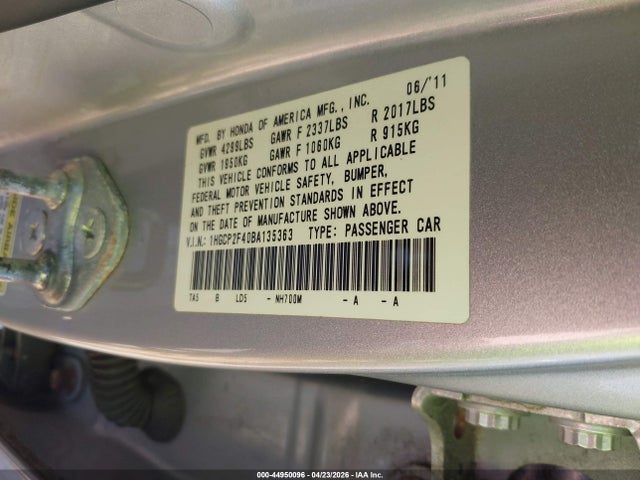 06/'11
MFD. BY HONDA OF AMERICA MFG., INC.
GVWR 4299LBS GAWR F 2337LBS R 2017LBS
GVWR 1950KG GAWR F 1060KG R 915KG
THIS VEHICLE CONFORMS TO ALL APPLICABLE
FEDERAL MOTOR VEHICLE SAFETY, BUMPER,
AND THEFT PREVENTION STANDARDS IN EFFECT
ON THE DATE OF MANUFACTURE SHOWN ABOVE.
V.I.N.: 1HGCP2F40BA135363 TYPE: PASSENGER CAR
TA5 B LD5 - NH700M - A - A
000-44950096 - 04/23/2026 - IAA Inc.